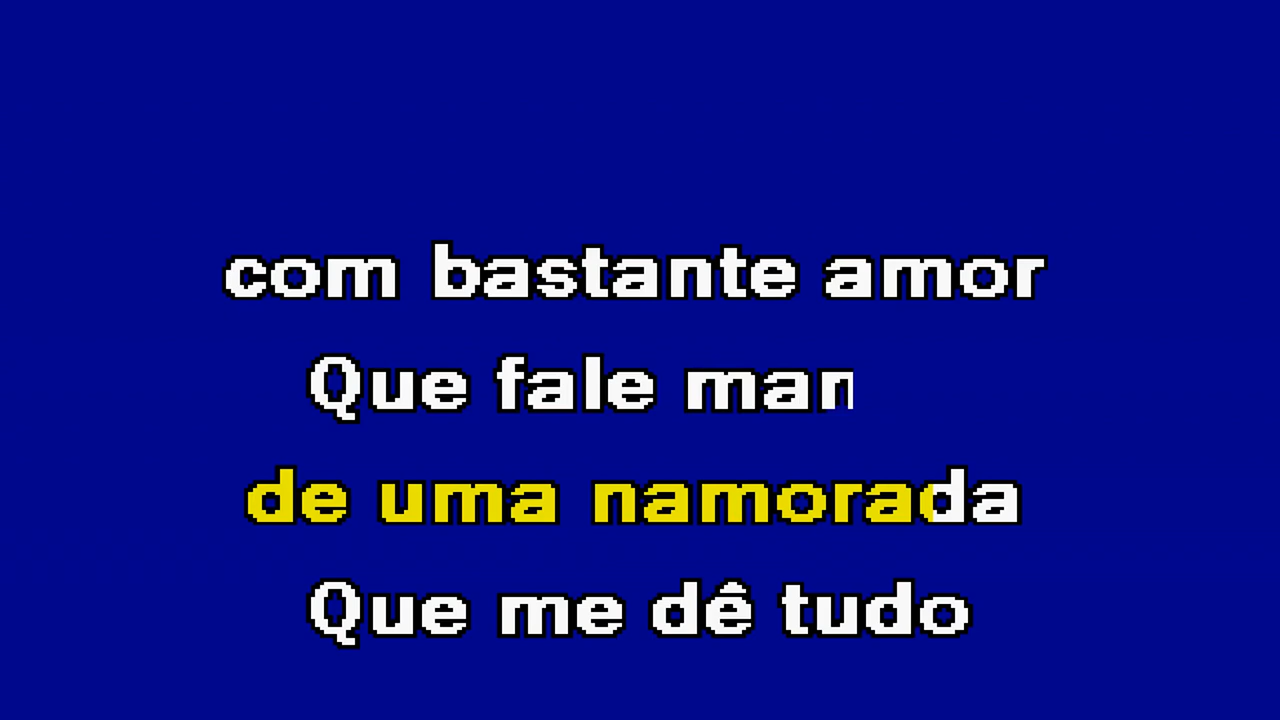 com bastante amor
Que fale man
de uma namorada
Que me dê tudo